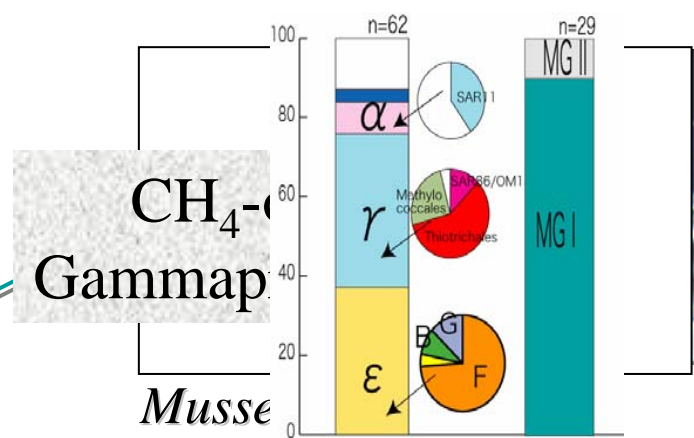 n=62
n=29
100
MG II
SAR11
80
α
SAR86/OM1
60
CH₄-
Methylo
coccales
γ
Thiotrichales
MG I
Gammap
40
G
B
20
F
ε
Musse
0